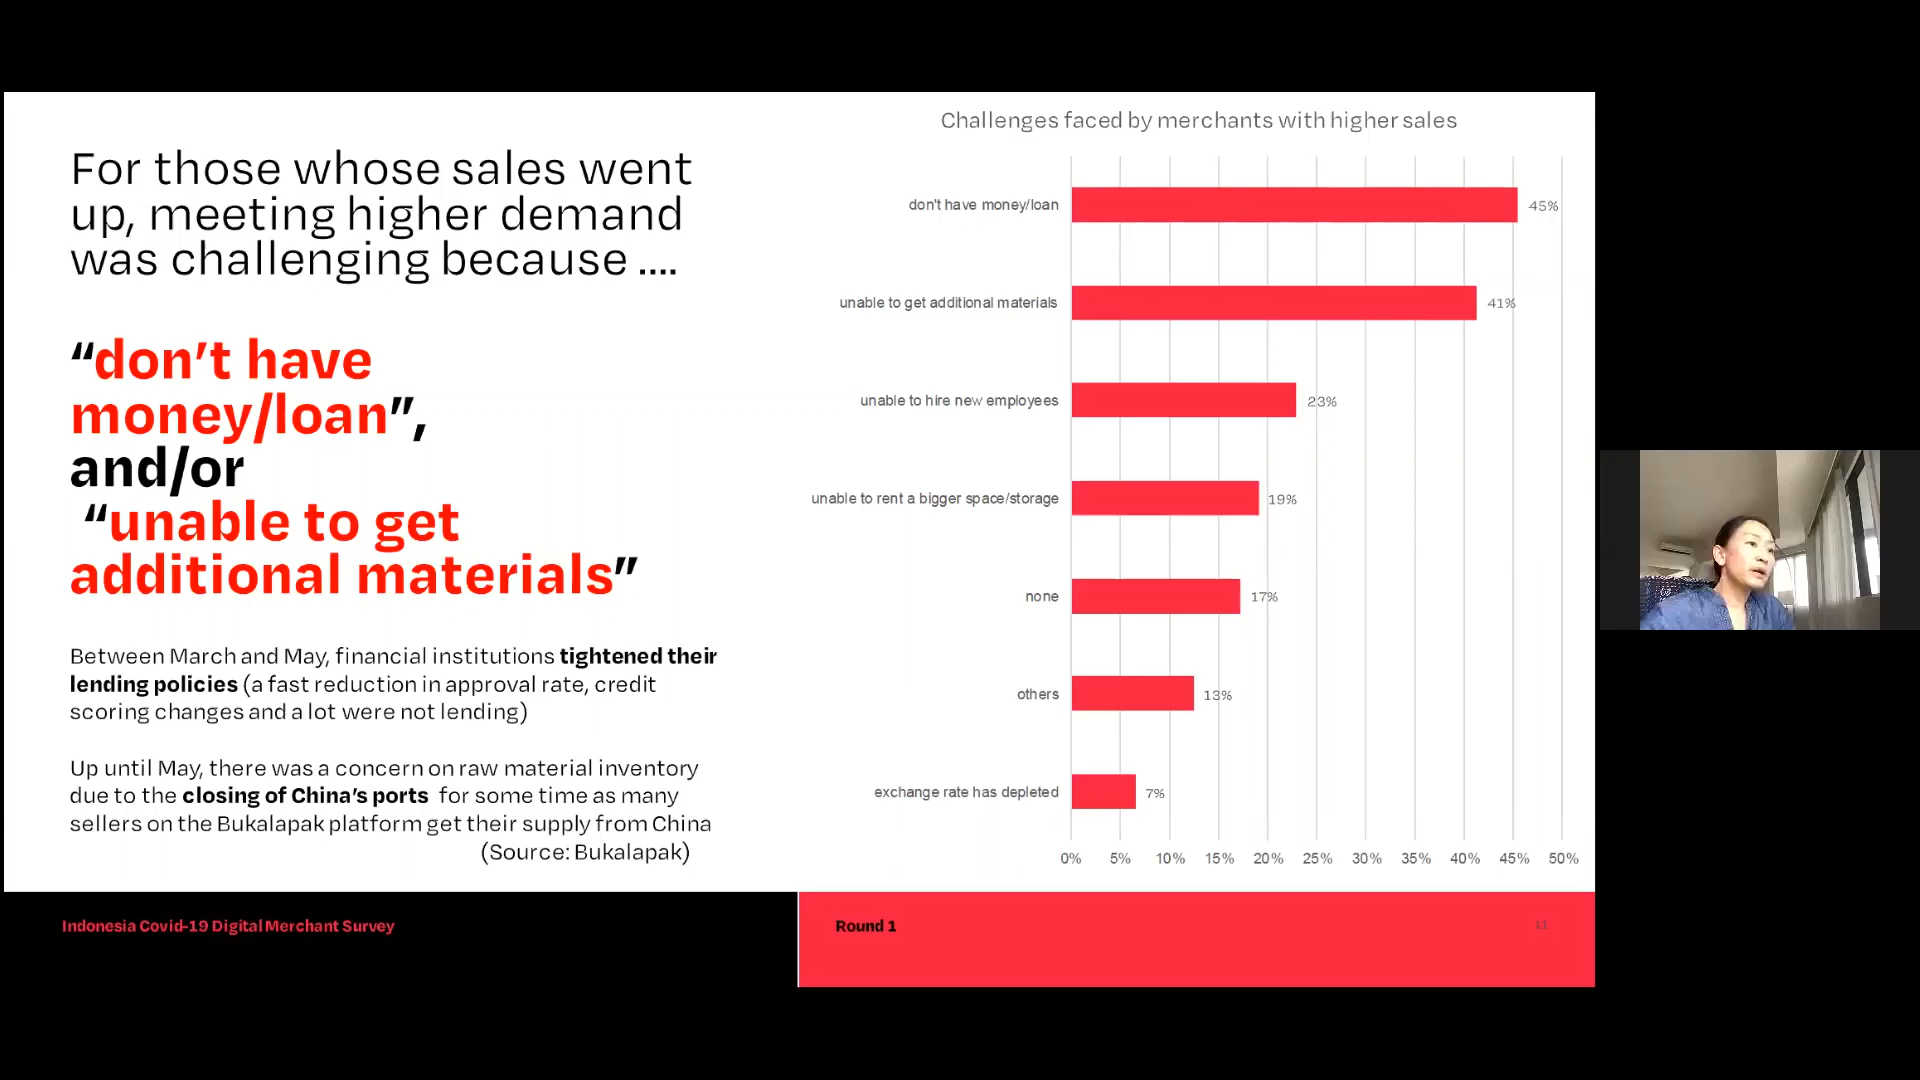 For those whose sales went
up, meeting higher demand
was challenging because ....
“don’t have
money/loan”,
and/or
“unable to get
additional materials”
Between March and May, financial institutions tightened their
lending policies (a fast reduction in approval rate, credit
scoring changes and a lot were not lending)
Up until May, there was a concern on raw material inventory
due to the closing of China’s ports for some time as many
sellers on the Bukalapak platform get their supply from China
(Source: Bukalapak)
Challenges faced by merchants with higher sales
don't have money/loan 45%
unable to get additional materials 41%
unable to hire new employees 23%
unable to rent a bigger space/storage 19%
none 17%
others 13%
exchange rate has depleted 7%
0% 5% 10% 15% 20% 25% 30% 35% 40% 45% 50%
Indonesia Covid-19 Digital Merchant Survey
Round 1
11